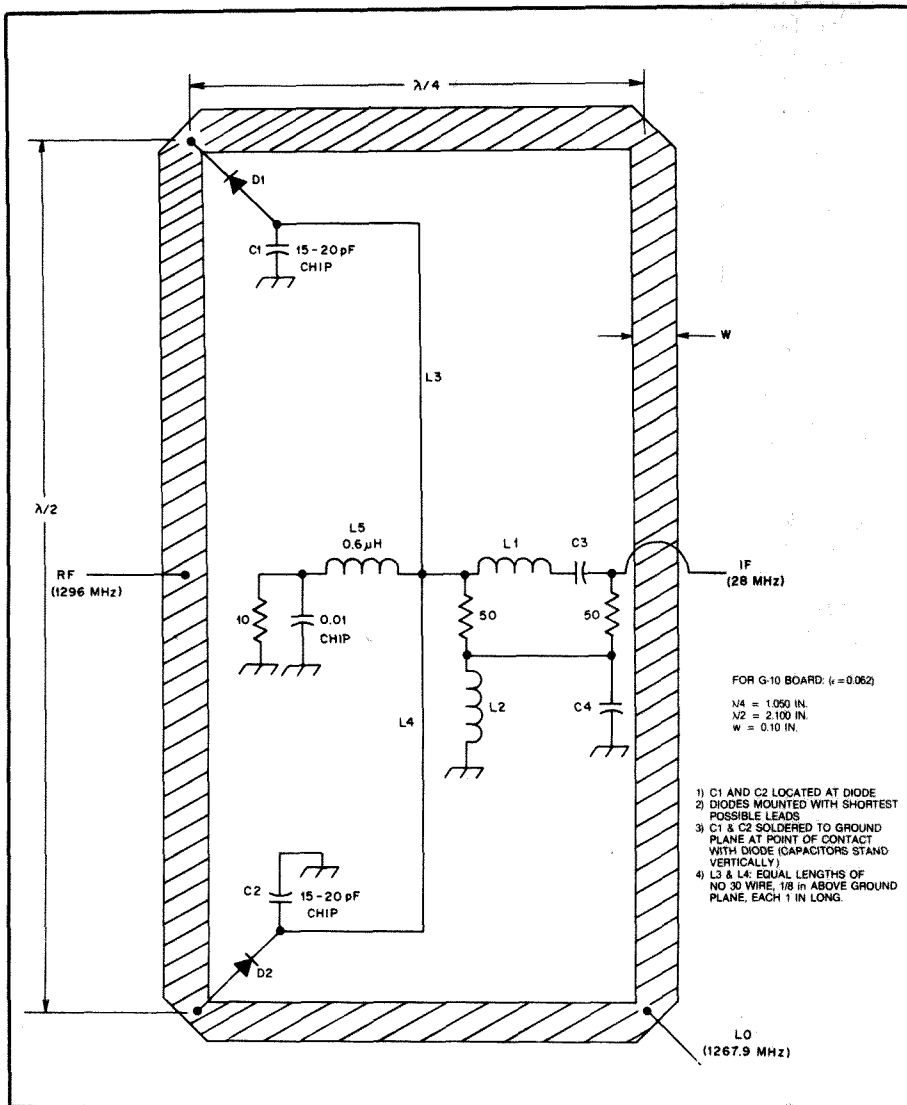 λ/4
D1
C1
15-20pF
CHIP
W
L3
λ/2
L5
0.6μH
L1
C3
RF
(1296 MHz)
IF
(28 MHz)
10
0.01
CHIP
50
50
L4
L2
C4
FOR G-10 BOARD: (ε=0.062)
λ/4 = 1.050 IN.
λ/2 = 2.100 IN.
w = 0.10 IN.
1) C1 AND C2 LOCATED AT DIODE
2) DIODES MOUNTED WITH SHORTEST
POSSIBLE LEADS
3) C1 & C2 SOLDERED TO GROUND
PLANE AT POINT OF CONTACT
WITH DIODE (CAPACITORS STAND
VERTICALLY)
4) L3 & L4: EQUAL LENGTHS OF
NO 30 WIRE, 1/8 in ABOVE GROUND
PLANE, EACH 1 IN LONG.
C2
15-20 pF
CHIP
D2
LO
(1267.9 MHz)